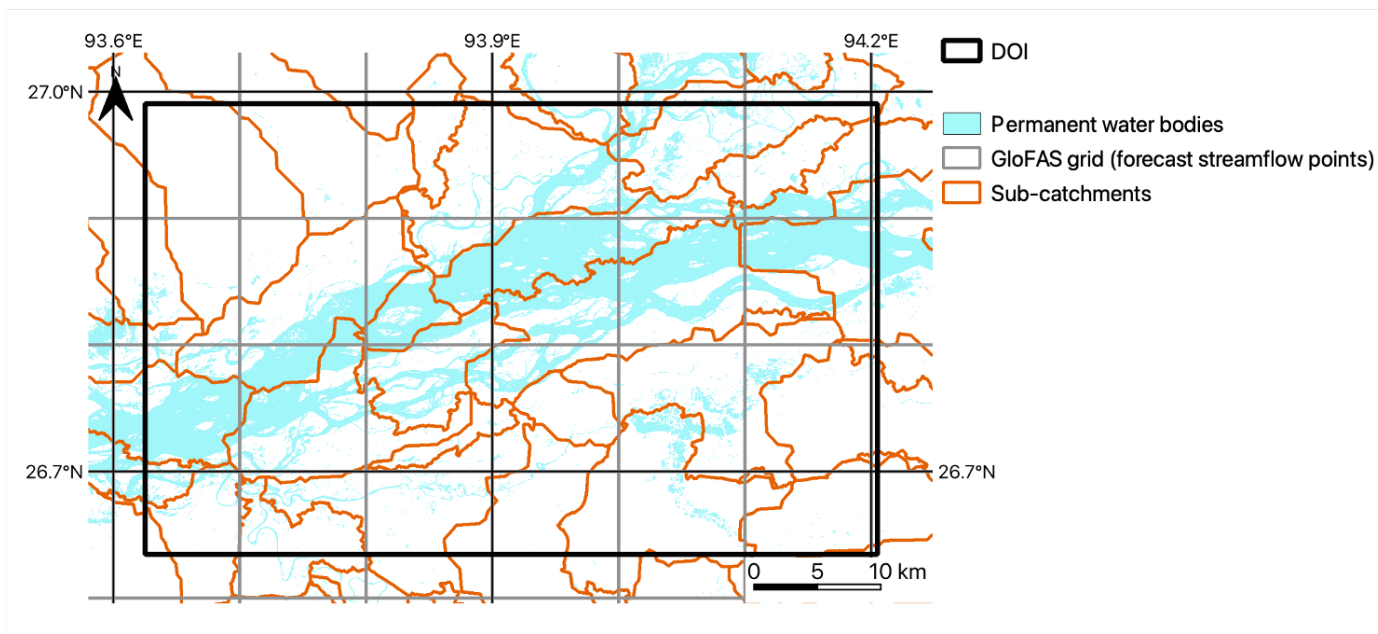 93.6°E
93.9°E
94.2°E
N
27.0°N
26.7°N
26.7°N
0 5 10 km
DOI
Permanent water bodies
GloFAS grid (forecast streamflow points)
Sub-catchments